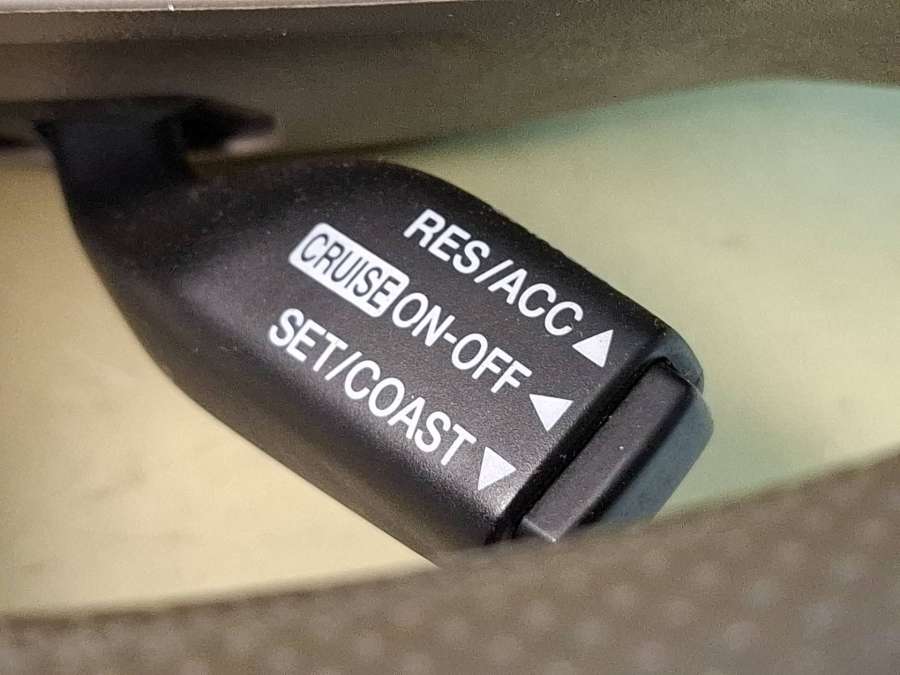 RES/ACC ▲
CRUISE ON-OFF ◀
SET/COAST ▼